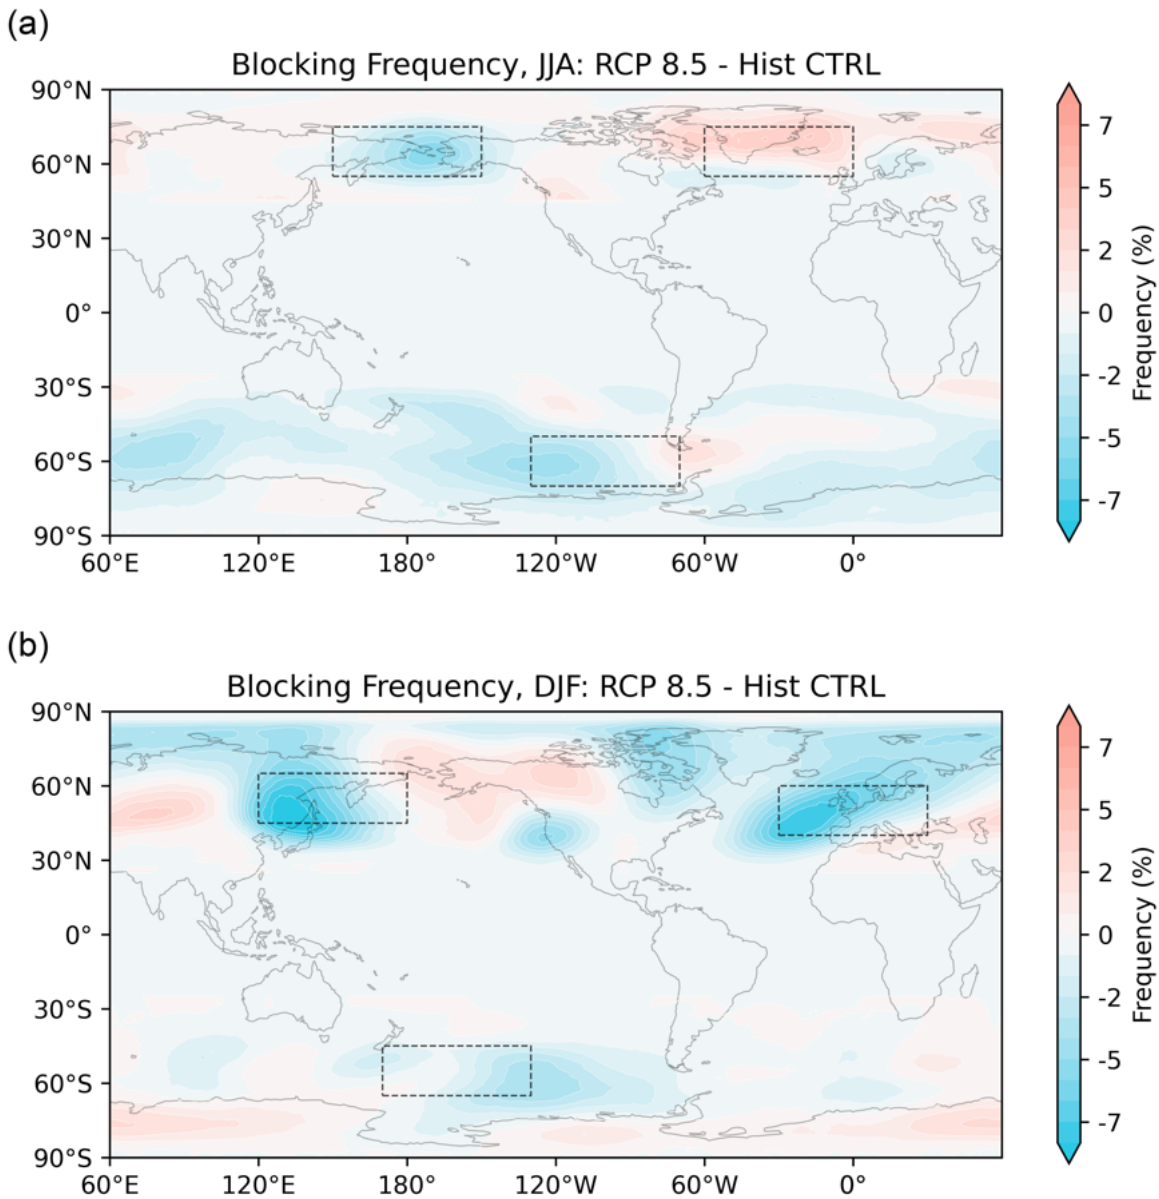 (a)
Blocking Frequency, JJA: RCP 8.5 - Hist CTRL
90°N
60°N
30°N
0°
30°S
60°S
90°S
60°E 120°E 180° 120°W 60°W 0°
7
5
2
0
-2
-5
-7
Frequency (%)
(b)
Blocking Frequency, DJF: RCP 8.5 - Hist CTRL
90°N
60°N
30°N
0°
30°S
60°S
90°S
60°E 120°E 180° 120°W 60°W 0°
7
5
2
0
-2
-5
-7
Frequency (%)